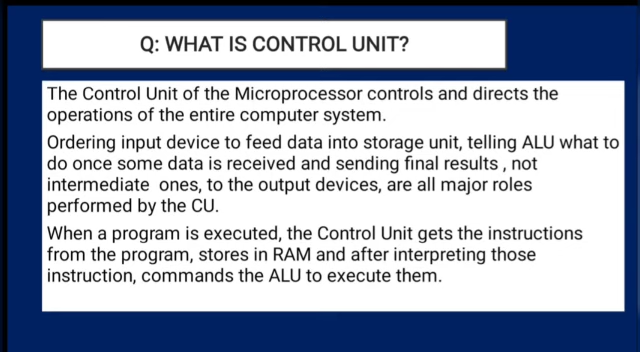 Q: WHAT IS CONTROL UNIT?
The Control Unit of the Microprocessor controls and directs the
operations of the entire computer system.
Ordering input device to feed data into storage unit, telling ALU what to
do once some data is received and sending final results , not
intermediate ones, to the output devices, are all major roles
performed by the CU.
When a program is executed, the Control Unit gets the instructions
from the program, stores in RAM and after interpreting those
instruction, commands the ALU to execute them.